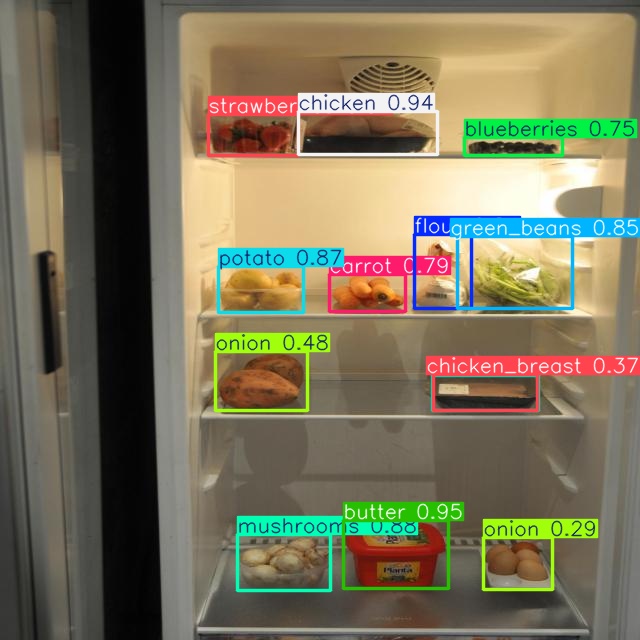 strawber
chicken 0.94
blueberries 0.75
flou
green_beans 0.85
potato 0.87
carrot 0.79
onion 0.48
chicken_breast 0.37
butter 0.95
mushrooms 0.88
onion 0.29
Planta